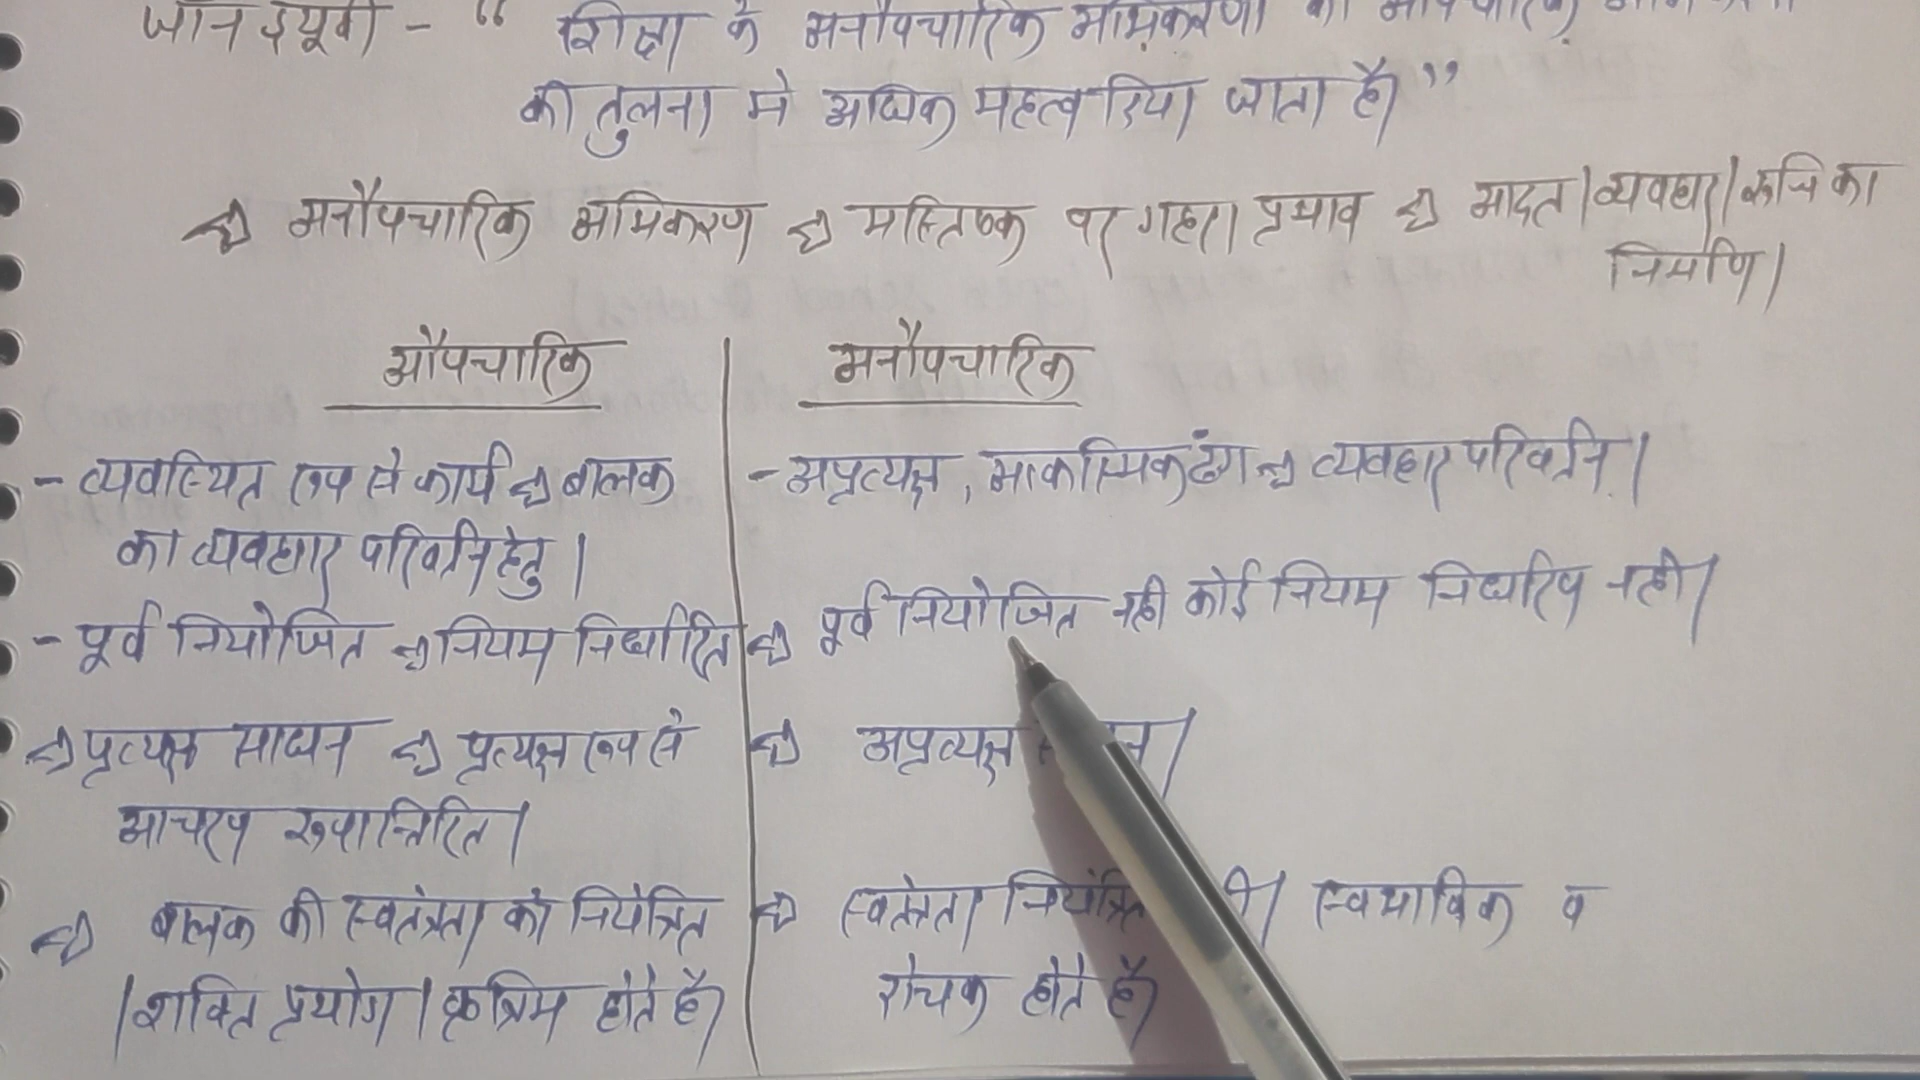 जॉन ड्यूवी - " शिक्षा के अनौपचारिक अभिकरणों को औपचारिक
की तुलना मे अधिक महत्व दिया जाता है।"
⇒ अनौपचारिक अभिकरण ⇒ मस्तिष्क पर गहरा प्रभाव ⇒ आदत।व्यवहार।रूचि का
निर्माण।
औपचारिक
अनौपचारिक
- व्यवस्थित रूप से कार्य ⇒ बालक
का व्यवहार परिवर्तन हेतु।
- पूर्व नियोजित ⇒ नियम निर्धारित
⇒ प्रत्यक्ष साधन ⇒ प्रत्यक्ष रूप से
आचरण रूपान्तिरित।
⇒ बालक की स्वतंत्रता को नियंत्रित
।शक्ति प्रयोग।कृत्रिम होते है।
- अप्रत्यक्ष, आकस्मिक ढंग ⇒ व्यवहार परिवर्तन।
⇒ पूर्व नियोजित नही कोई नियम निर्धारित नही।
⇒ अप्रत्यक्ष
⇒ स्वतंत्रता नियंत्रित स्वभाविक व
रोचक होते है।